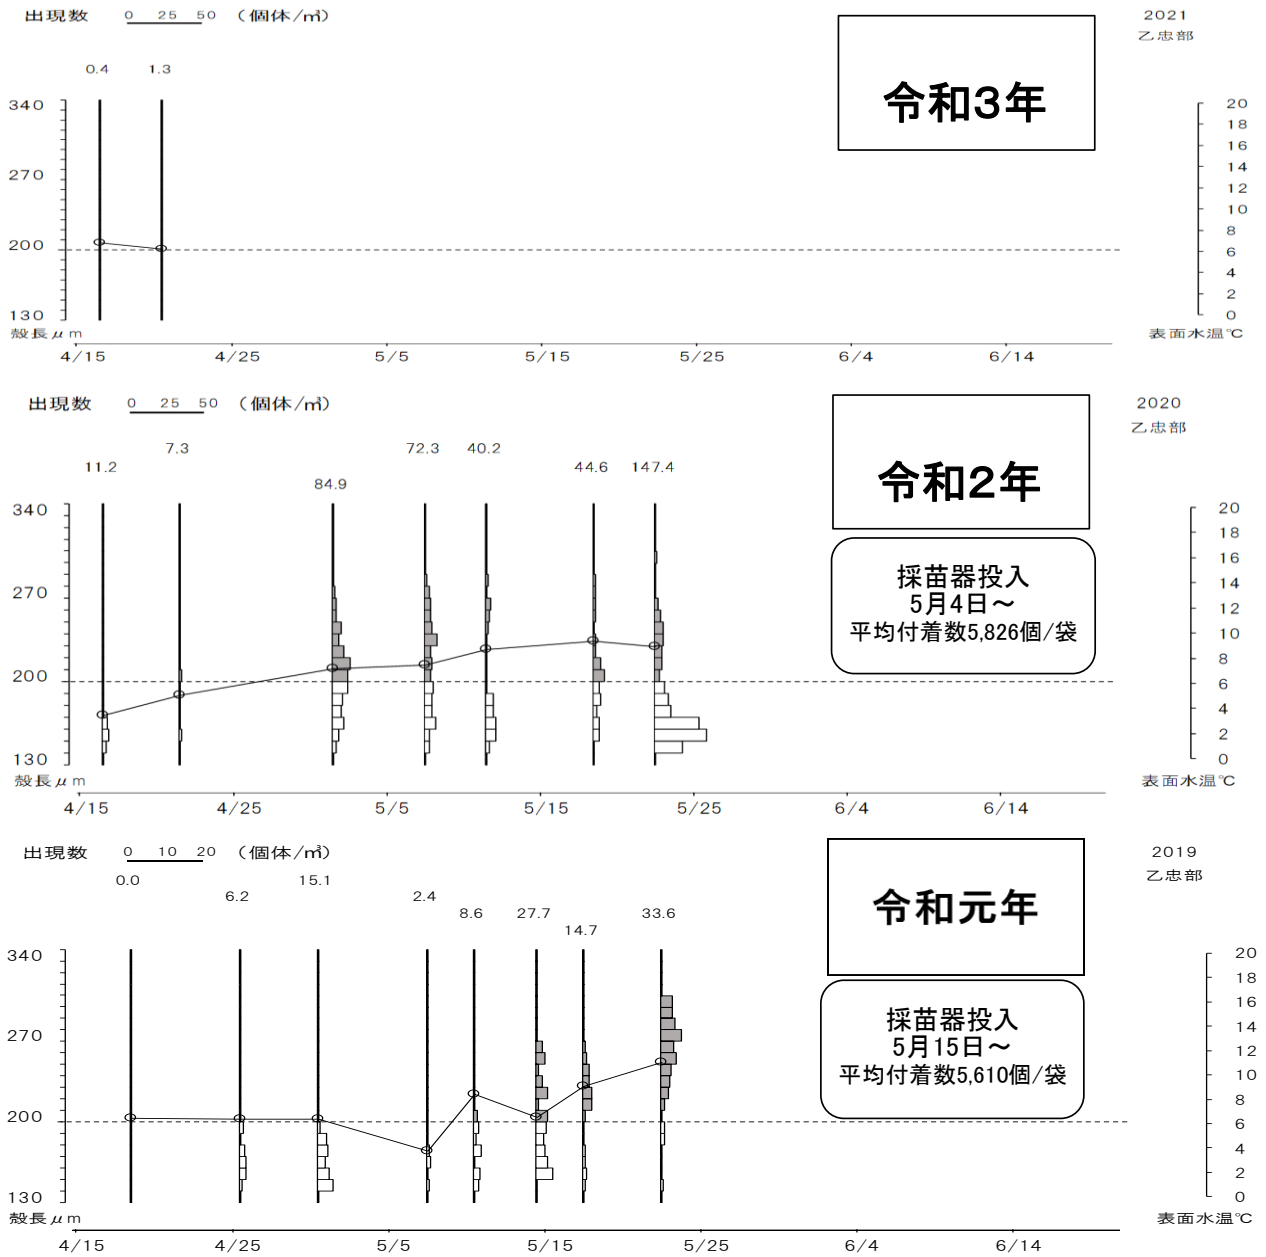 出現数 0 25 50 (個体/㎥)
2021
乙忠部
令和3年
0.4 1.3
340
270
200
130
殻長μm
20
18
16
14
12
10
8
6
4
2
0
表面水温℃
4/15 4/25 5/5 5/15 5/25 6/4 6/14
出現数 0 25 50 (個体/㎥)
2020
乙忠部
令和2年
11.2 7.3 84.9 72.3 40.2 44.6 147.4
採苗器投入
5月4日～
平均付着数5,826個/袋
340
270
200
130
殻長μm
20
18
16
14
12
10
8
6
4
2
0
表面水温℃
4/15 4/25 5/5 5/15 5/25 6/4 6/14
出現数 0 10 20 (個体/㎥)
2019
乙忠部
令和元年
0.0 6.2 15.1 2.4 8.6 27.7 14.7 33.6
採苗器投入
5月15日～
平均付着数5,610個/袋
340
270
200
130
殻長μm
20
18
16
14
12
10
8
6
4
2
0
表面水温℃
4/15 4/25 5/5 5/15 5/25 6/4 6/14